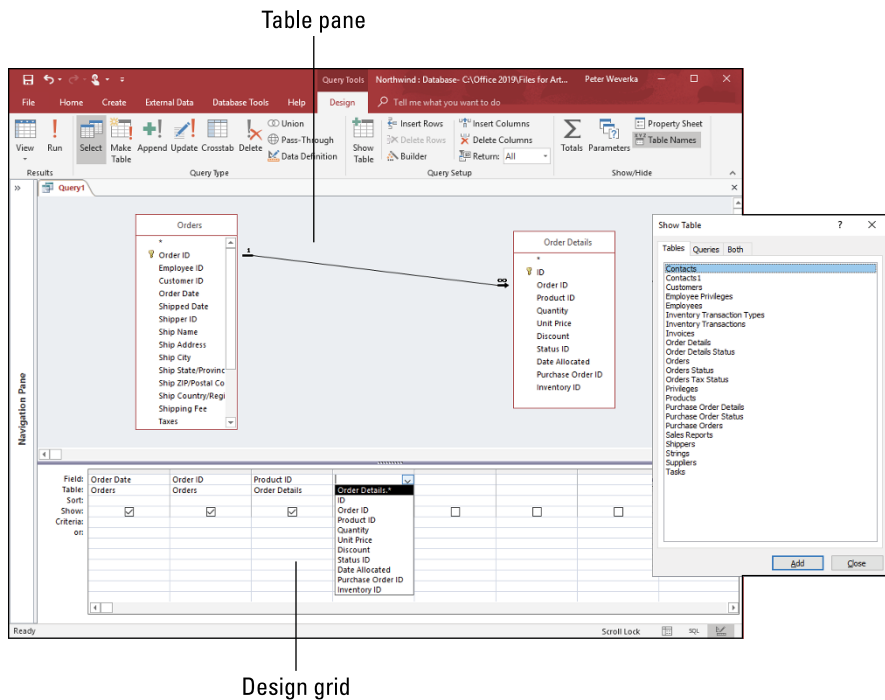 Table pane
Query Tools Northwind : Database- C:\Office 2019\Files for Art... Peter Weverka
File Home Create External Data Database Tools Help Design Tell me what you want to do
View
Run
Select
Make Table
Append
Update
Crosstab
Delete
Union
Pass-Through
Data Definition
Show Table
Insert Rows
Delete Rows
Builder
Insert Columns
Delete Columns
Return: All
Totals
Parameters
Property Sheet
Table Names
Results Query Type Query Setup Show/Hide
Query1
Navigation Pane
Orders
*
Order ID
Employee ID
Customer ID
Order Date
Shipped Date
Shipper ID
Ship Name
Ship Address
Ship City
Ship State/Provinc
Ship ZIP/Postal Co
Ship Country/Regi
Shipping Fee
Taxes
1
∞
Order Details
*
ID
Order ID
Product ID
Quantity
Unit Price
Discount
Status ID
Date Allocated
Purchase Order ID
Inventory ID
Show Table ?
Tables Queries Both
Contacts
Contacts1
Customers
Employee Privileges
Employees
Inventory Transaction Types
Inventory Transactions
Invoices
Order Details
Order Details Status
Orders
Orders Status
Orders Tax Status
Privileges
Products
Purchase Order Details
Purchase Order Status
Purchase Orders
Sales Reports
Shippers
Strings
Suppliers
Tasks
Add Close
Field: Order Date Order ID Product ID
Table: Orders Orders Order Details
Sort:
Show:
Criteria:
or:
Order Details.*
ID
Order ID
Product ID
Quantity
Unit Price
Discount
Status ID
Date Allocated
Purchase Order ID
Inventory ID
Ready Scroll Lock SQL
Design grid